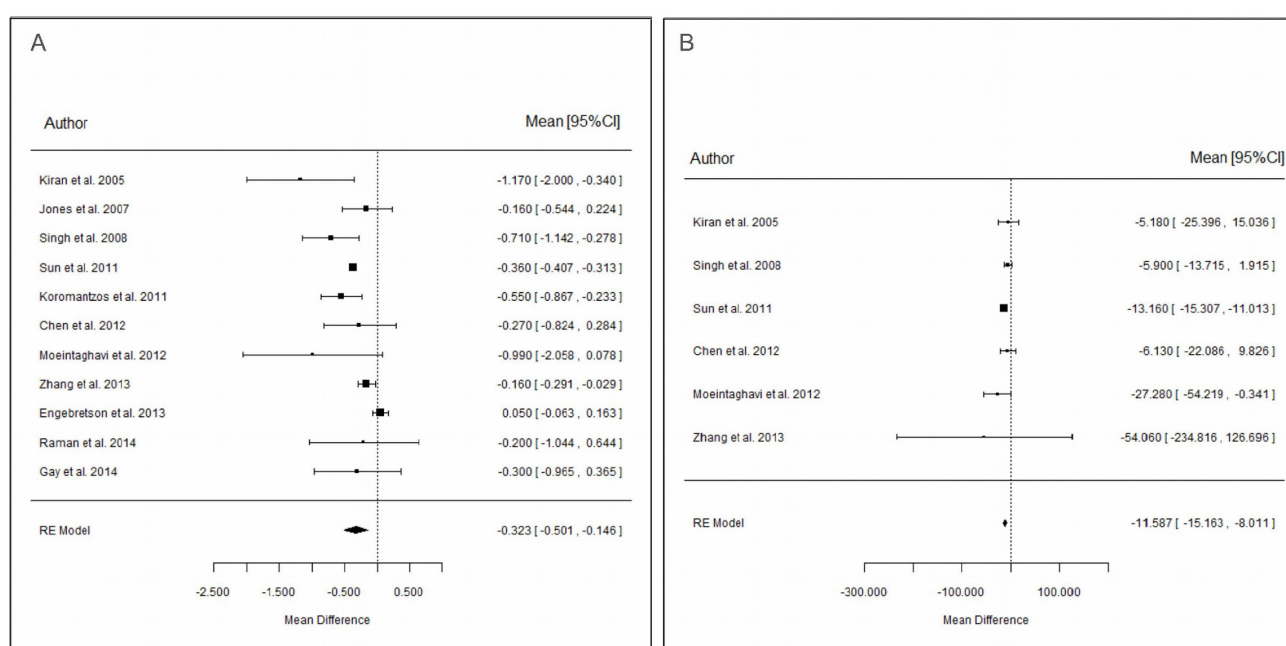 A
Author Mean [95%CI]
Kiran et al. 2005 -1.170 [ -2.000 , -0.340 ]
Jones et al. 2007 -0.160 [ -0.544 , 0.224 ]
Singh et al. 2008 -0.710 [ -1.142 , -0.278 ]
Sun et al. 2011 -0.360 [ -0.407 , -0.313 ]
Koromantzos et al. 2011 -0.550 [ -0.867 , -0.233 ]
Chen et al. 2012 -0.270 [ -0.824 , 0.284 ]
Moeintaghavi et al. 2012 -0.990 [ -2.058 , 0.078 ]
Zhang et al. 2013 -0.160 [ -0.291 , -0.029 ]
Engebretson et al. 2013 0.050 [ -0.063 , 0.163 ]
Raman et al. 2014 -0.200 [ -1.044 , 0.644 ]
Gay et al. 2014 -0.300 [ -0.965 , 0.365 ]
RE Model -0.323 [ -0.501 , -0.146 ]
-2.500 -1.500 -0.500 0.500
Mean Difference
B
Author Mean [95%CI]
Kiran et al. 2005 -5.180 [ -25.396 , 15.036 ]
Singh et al. 2008 -5.900 [ -13.715 , 1.915 ]
Sun et al. 2011 -13.160 [ -15.307 , -11.013 ]
Chen et al. 2012 -6.130 [ -22.086 , 9.826 ]
Moeintaghavi et al. 2012 -27.280 [ -54.219 , -0.341 ]
Zhang et al. 2013 -54.060 [ -234.816 , 126.696 ]
RE Model -11.587 [ -15.163 , -8.011 ]
-300.000 -100.000 100.000
Mean Difference